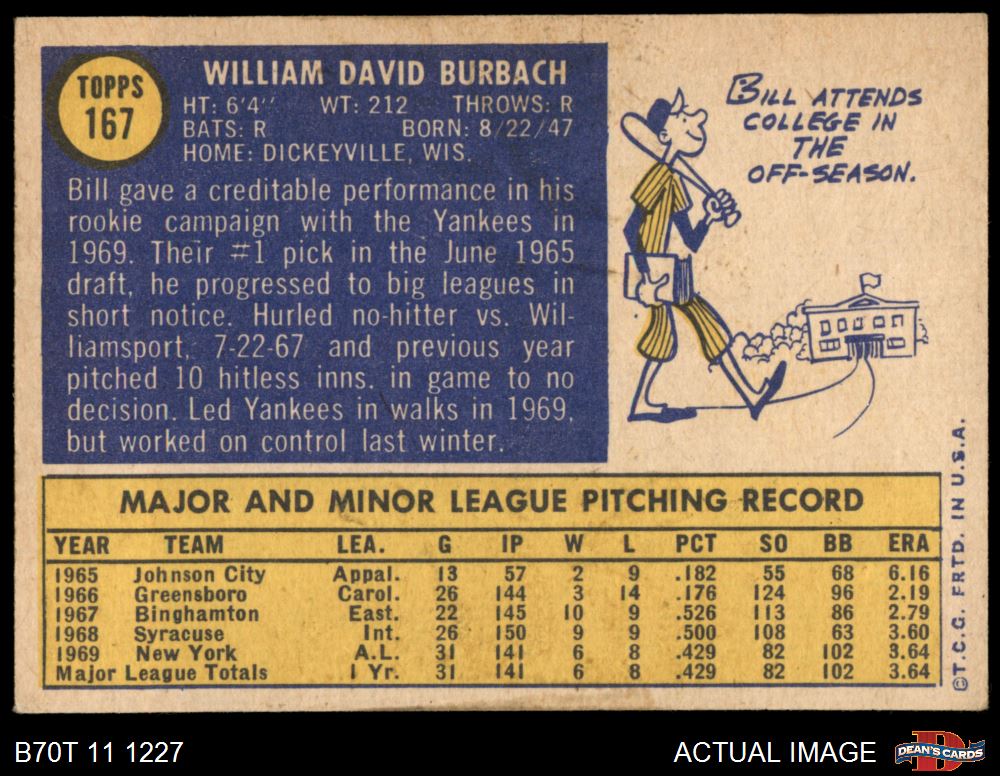 TOPPS
167
WILLIAM DAVID BURBACH
HT: 6'4" WT: 212 THROWS: R
BATS: R BORN: 8/22/47
HOME: DICKEYVILLE, WIS.
Bill gave a creditable performance in his
rookie campaign with the Yankees in
1969. Their #1 pick in the June 1965
draft, he progressed to big leagues in
short notice. Hurled no-hitter vs. Wil-
liamsport, 7-22-67 and previous year
pitched 10 hitless inns. in game to no
decision. Led Yankees in walks in 1969,
but worked on control last winter.
BILL ATTENDS
COLLEGE IN
THE
OFF-SEASON.
MAJOR AND MINOR LEAGUE PITCHING RECORD
YEAR TEAM LEA. G IP W L PCT SO BB ERA
1965 Johnson City Appal. 13 57 2 9 .182 55 68 6.16
1966 Greensboro Carol. 26 144 3 14 .176 124 96 2.19
1967 Binghamton East. 22 145 10 9 .526 113 86 2.79
1968 Syracuse Int. 26 150 9 9 .500 108 63 3.60
1969 New York A.L. 31 141 6 8 .429 82 102 3.64
Major League Totals 1 Yr. 31 141 6 8 .429 82 102 3.64
©T.C.G. PRTD. IN U.S.A.
B70T 11 1227 ACTUAL IMAGE
DEAN'S CARDS